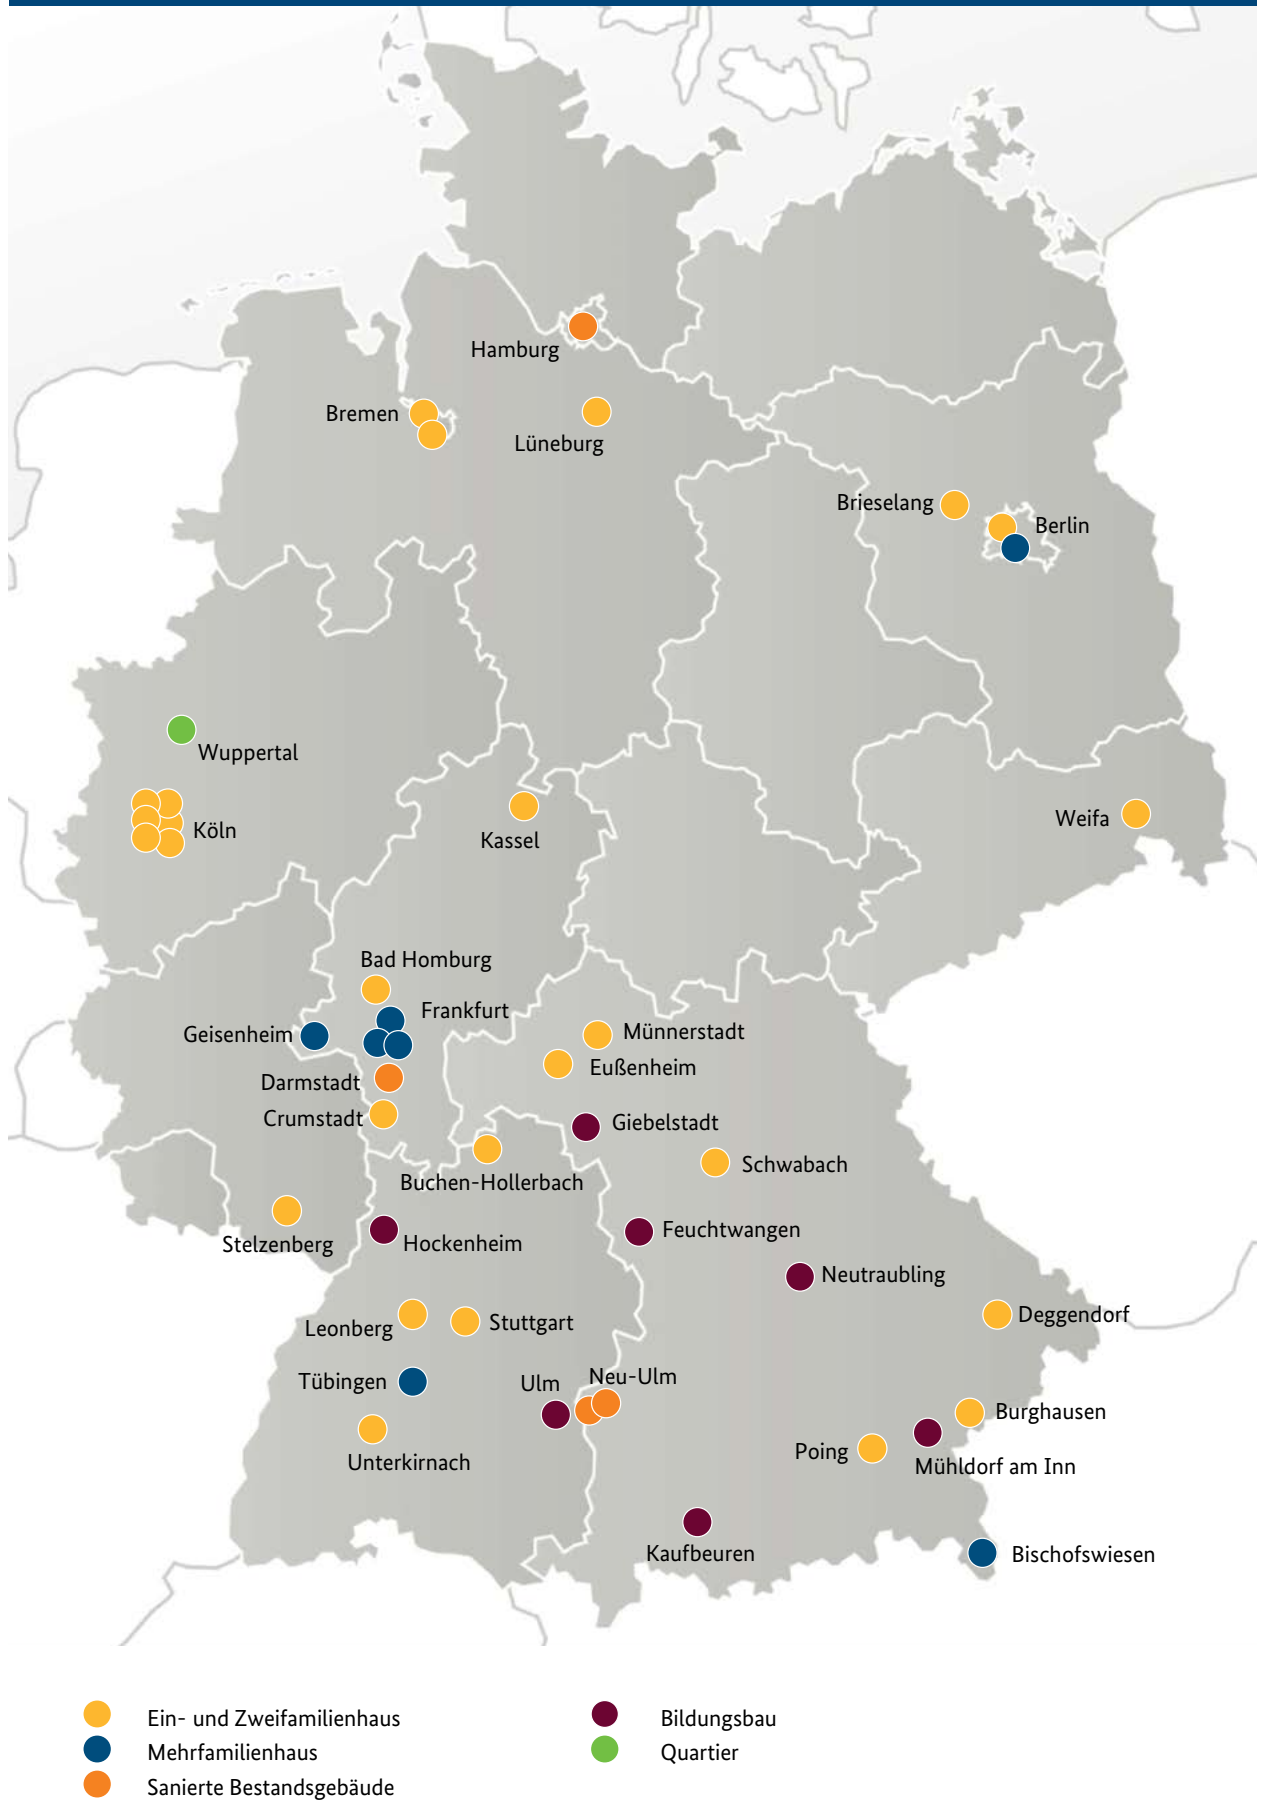 Hamburg
Bremen
Lüneburg
Brieselang
Berlin
Wuppertal
Köln
Kassel
Weifa
Bad Homburg
Frankfurt
Geisenheim
Münnerstadt
Eußenheim
Darmstadt
Crumstadt
Giebelstadt
Schwabach
Buchen-Hollerbach
Stelzenberg
Hockenheim
Feuchtwangen
Neutraubling
Leonberg
Stuttgart
Deggendorf
Tübingen
Ulm
Neu-Ulm
Burghausen
Unterkirnach
Poing
Mühldorf am Inn
Kaufbeuren
Bischofswiesen
Ein- und Zweifamilienhaus
Mehrfamilienhaus
Sanierte Bestandsgebäude
Bildungsbau
Quartier